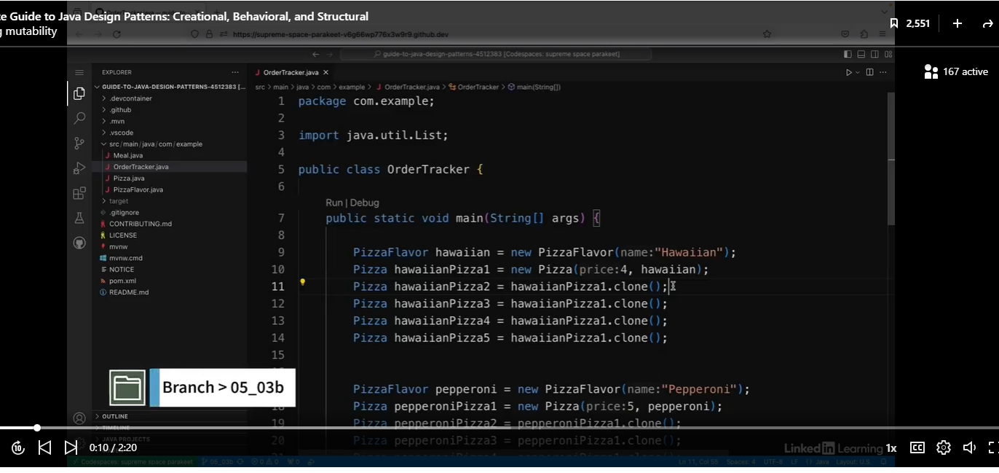 e Guide to Java Design Patterns: Creational, Behavioral, and Structural
g mutability
2,551
https://supreme-space-parakeet-v6g66wp776x3w9r9.github.dev
guide-to-java-design-patterns-4512383 [Codespaces: supreme space parakeet]
167 active
EXPLORER
GUIDE-TO-JAVA-DESIGN-PATTERNS-4512383 [...
.devcontainer
.github
.mvn
.vscode
src/main/java/com/example
J Meal.java
J OrderTracker.java
J Pizza.java
J PizzaFlavor.java
target
.gitignore
CONTRIBUTING.md
LICENSE
mvnw
mvnw.cmd
NOTICE
pom.xml
README.md
OUTLINE
TIMELINE
JAVA PROJECTS
J OrderTracker.java
src > main > java > com > example > J OrderTracker.java > OrderTracker > main(String[])
1 package com.example;
2
3 import java.util.List;
4
5 public class OrderTracker {
6
Run | Debug
7 public static void main(String[] args) {
8
9 PizzaFlavor hawaiian = new PizzaFlavor(name:"Hawaiian");
10 Pizza hawaiianPizza1 = new Pizza(price:4, hawaiian);
11 Pizza hawaiianPizza2 = hawaiianPizza1.clone();
12 Pizza hawaiianPizza3 = hawaiianPizza1.clone();
13 Pizza hawaiianPizza4 = hawaiianPizza1.clone();
14 Pizza hawaiianPizza5 = hawaiianPizza1.clone();
15
PizzaFlavor pepperoni = new PizzaFlavor(name:"Pepperoni");
18 Pizza pepperoniPizza1 = new Pizza(price:5, pepperoni);
19 Pizza pepperoniPizza2 = pepperoniPizza1.clone();
20 Pizza pepperoniPizza3 = pepperoniPizza1.clone();
Branch > 05_03b
10
0:10 / 2:20
LinkedIn Learning
1x
CC
Codespaces: supreme space parakeet
05_03b
0 0
0
Ln 11, Col 55
Spaces: 4
UTF-8
LF
{} Java
Layout: U.S.